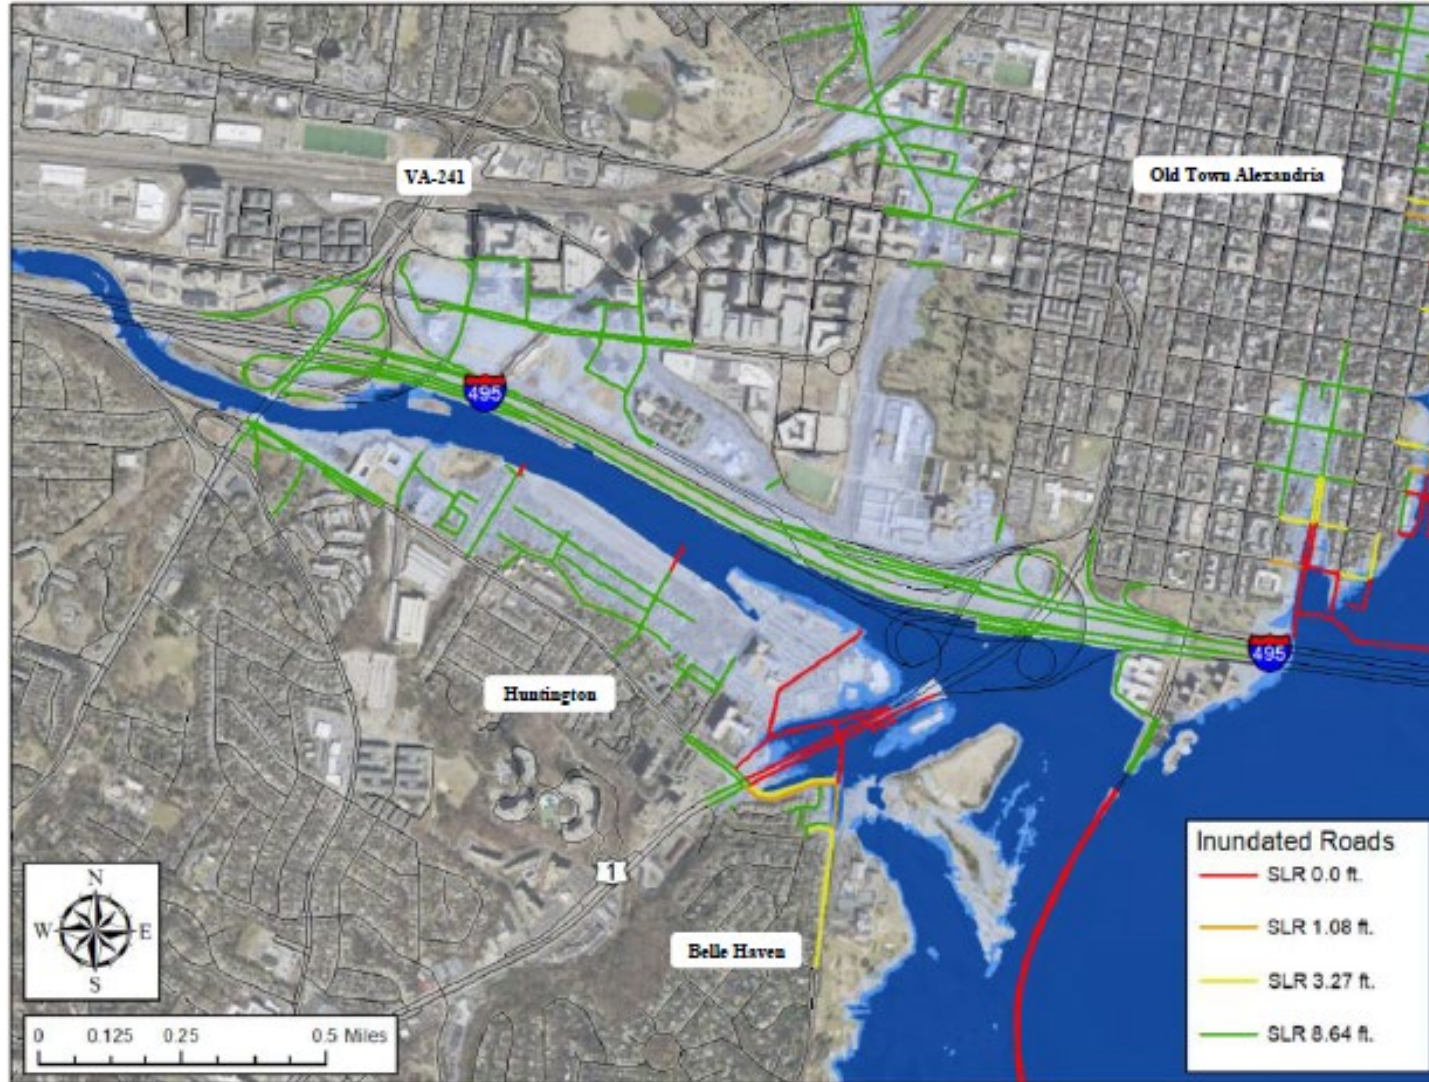 VA-241
Old Town Alexandria
495
495
Huntington
1
Belle Haven
N
W
E
S
0 0.125 0.25 0.5 Miles
Inundated Roads
SLR 0.0 ft.
SLR 1.08 ft.
SLR 3.27 ft.
SLR 8.64 ft.